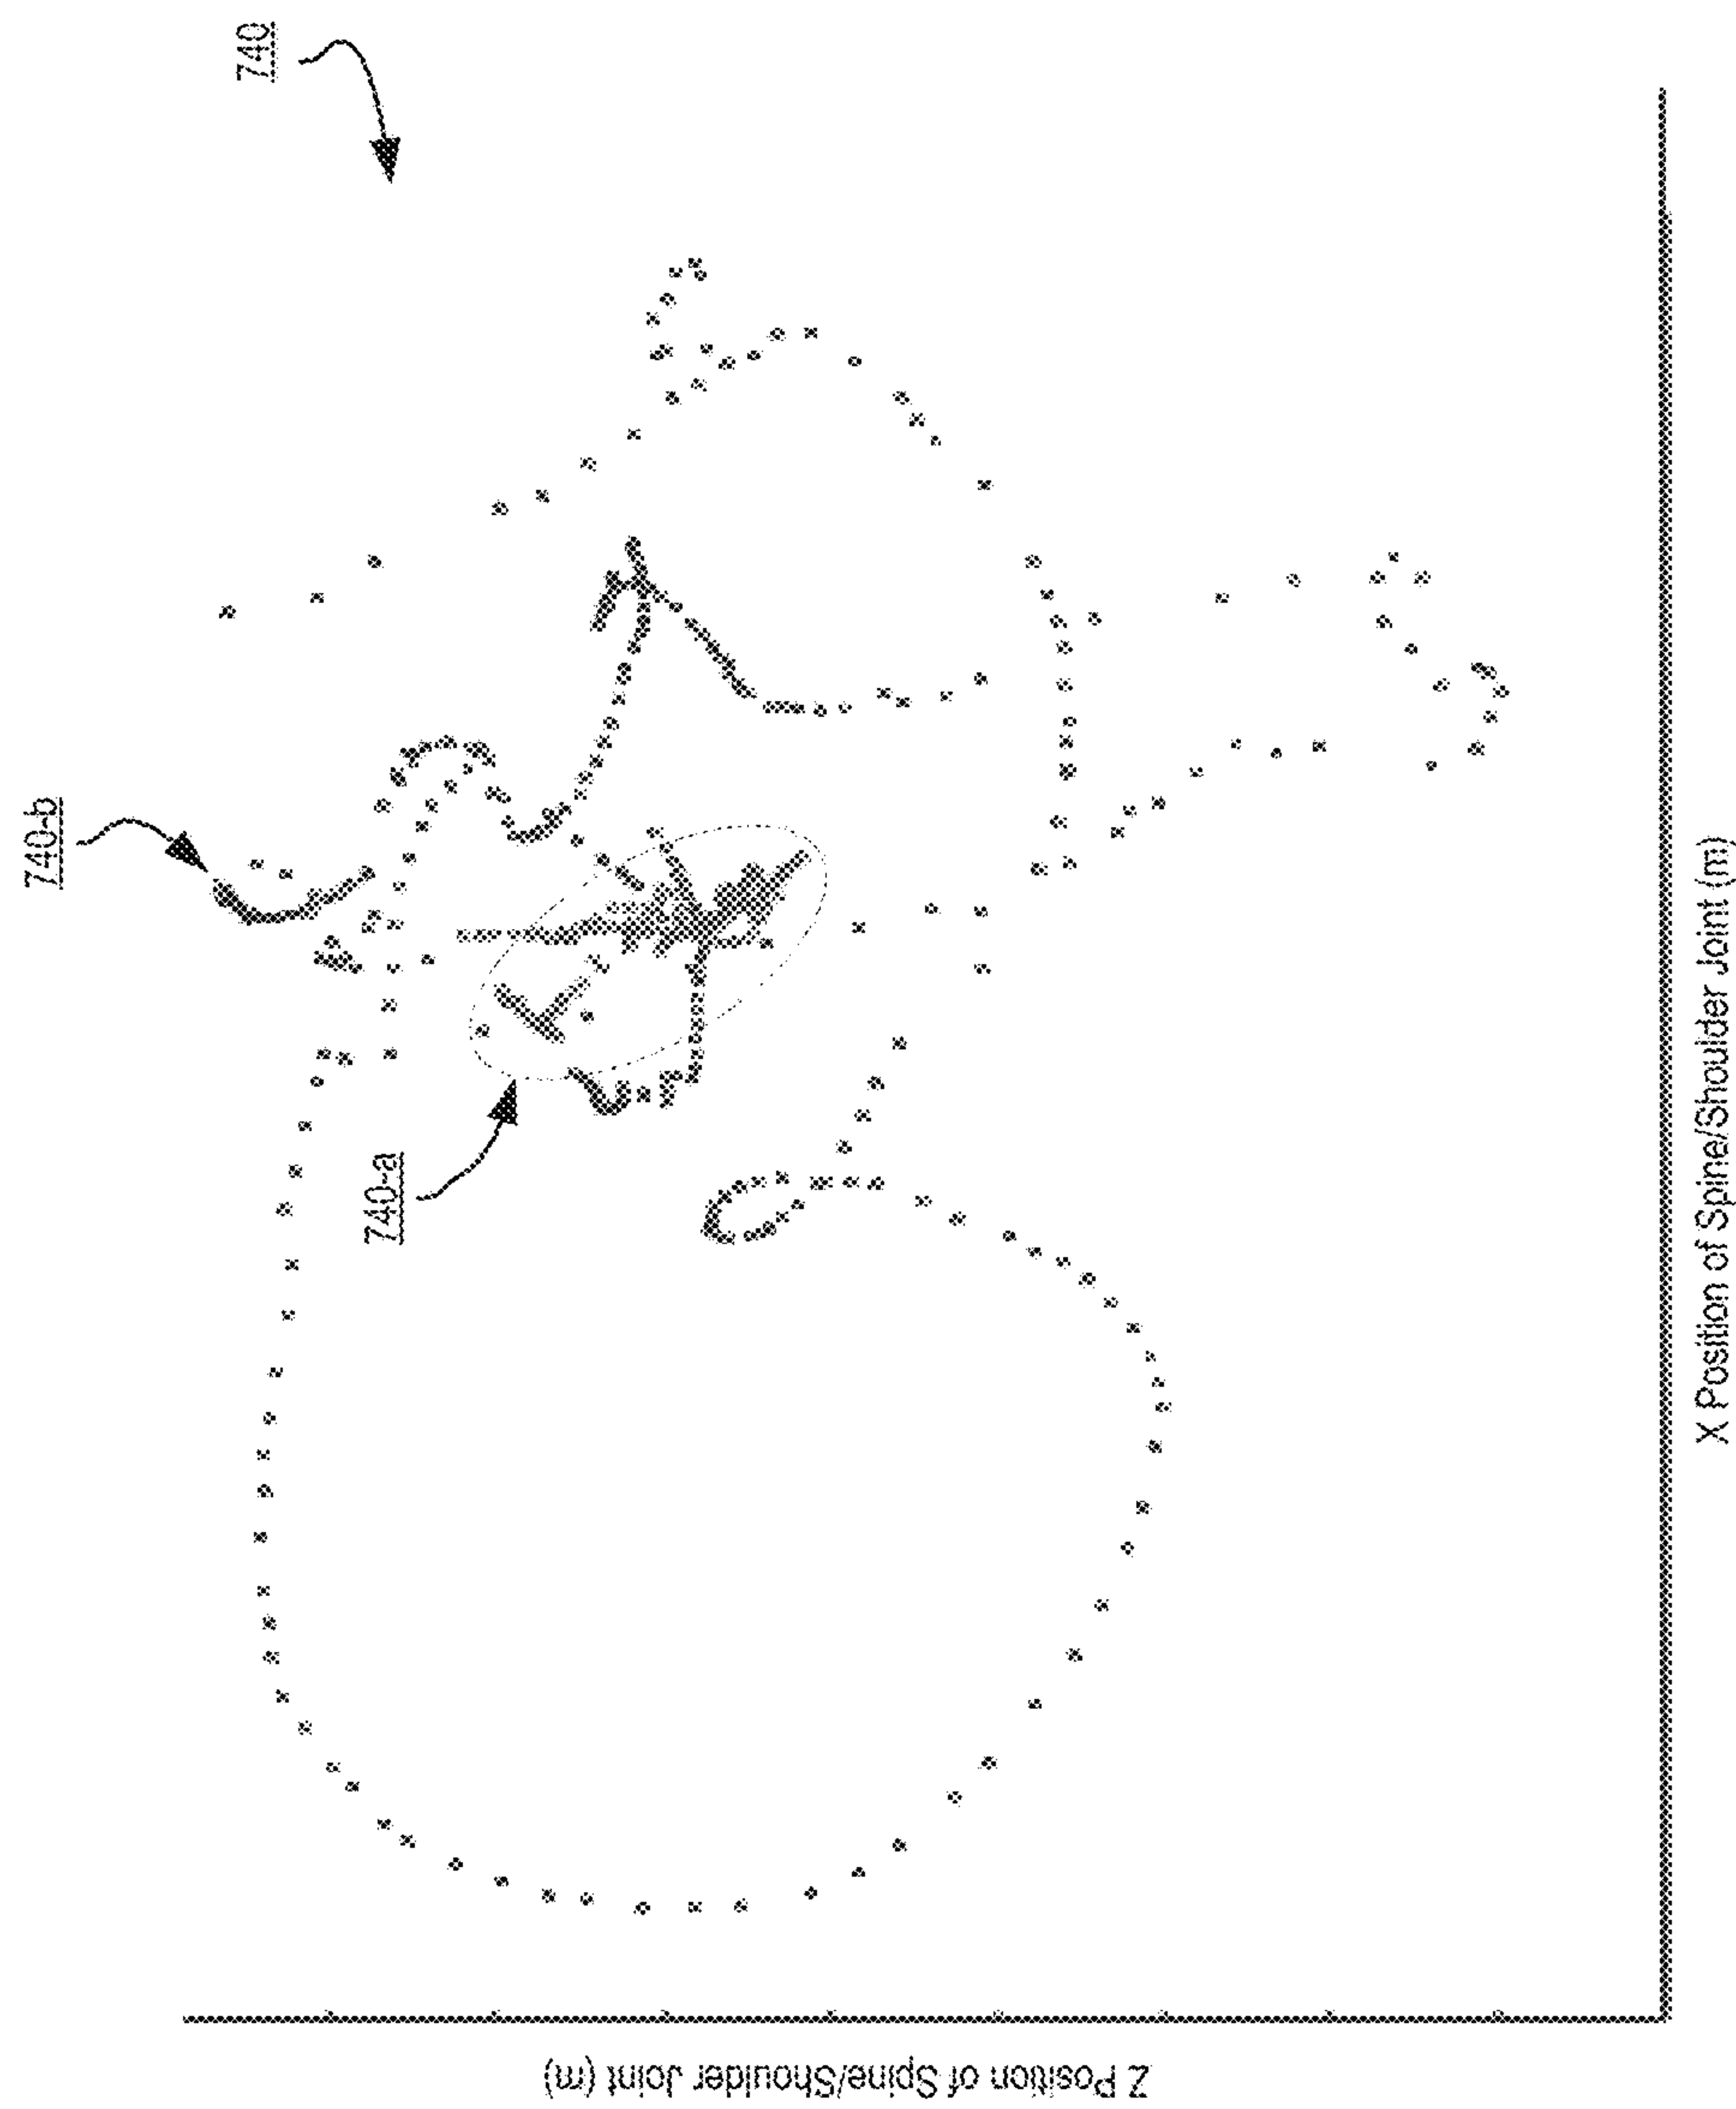 740
740-b
740-a
Z Position of Spine/Shoulder Joint (m)
X Position of Spine/Shoulder Joint (m)